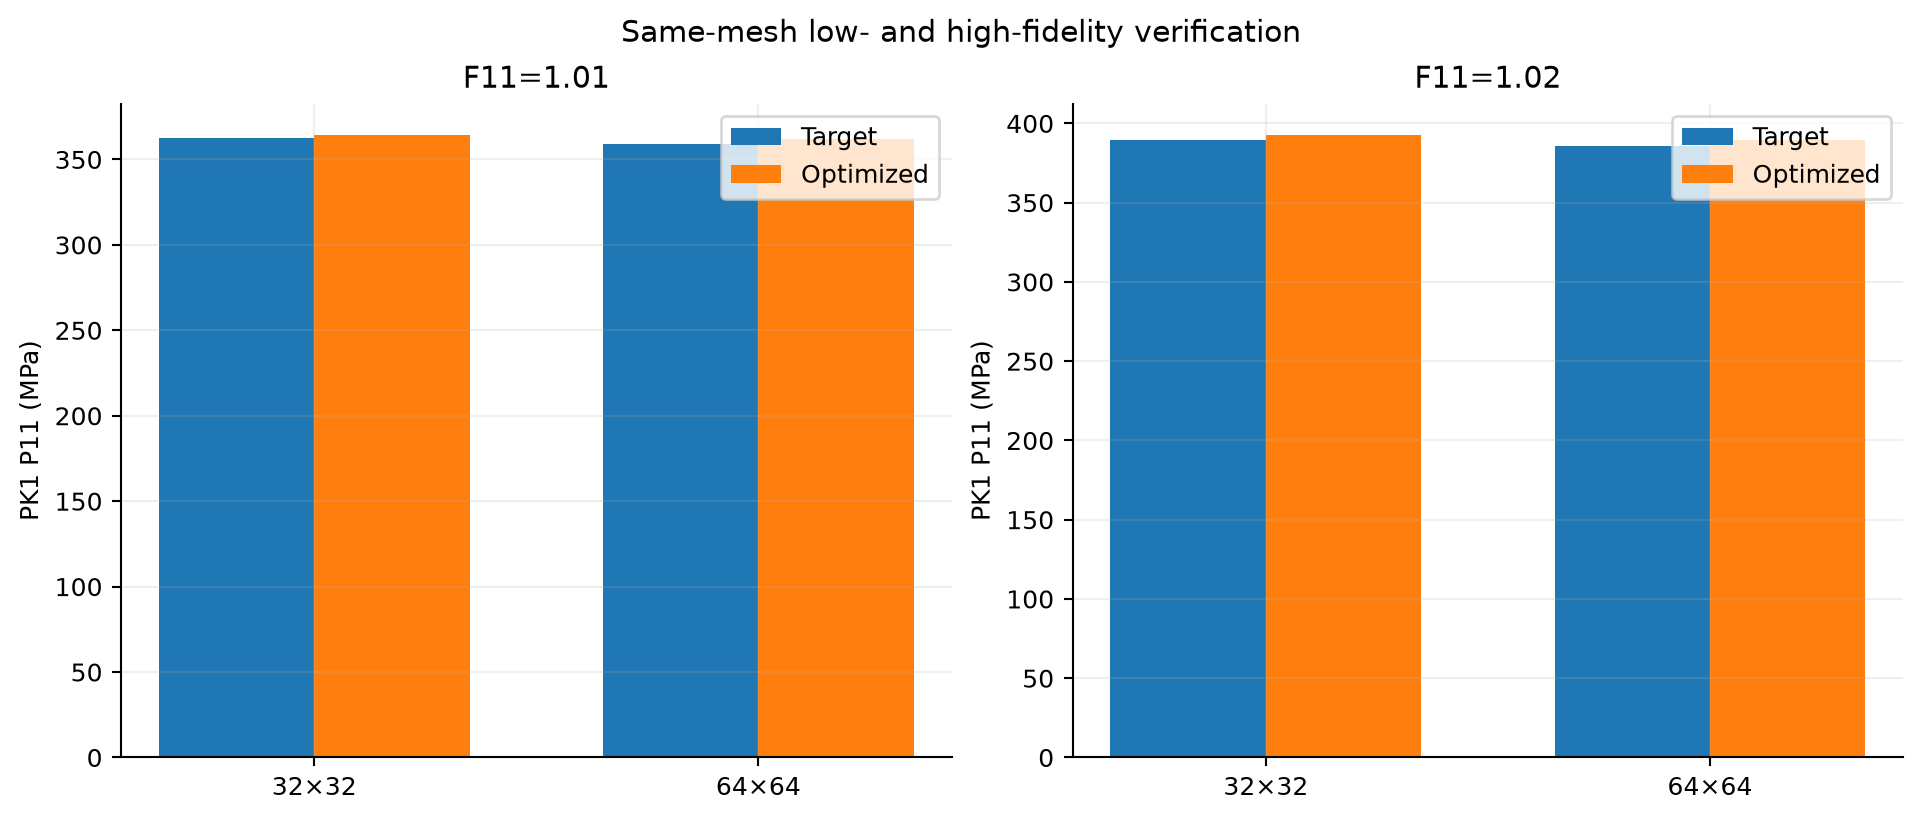 Same-mesh low- and high-fidelity verification
F11=1.01
PK1 P11 (MPa)
350
300
250
200
150
100
50
0
32×32
64×64
Target
Optimized
F11=1.02
PK1 P11 (MPa)
400
350
300
250
200
150
100
50
0
32×32
64×64
Target
Optimized